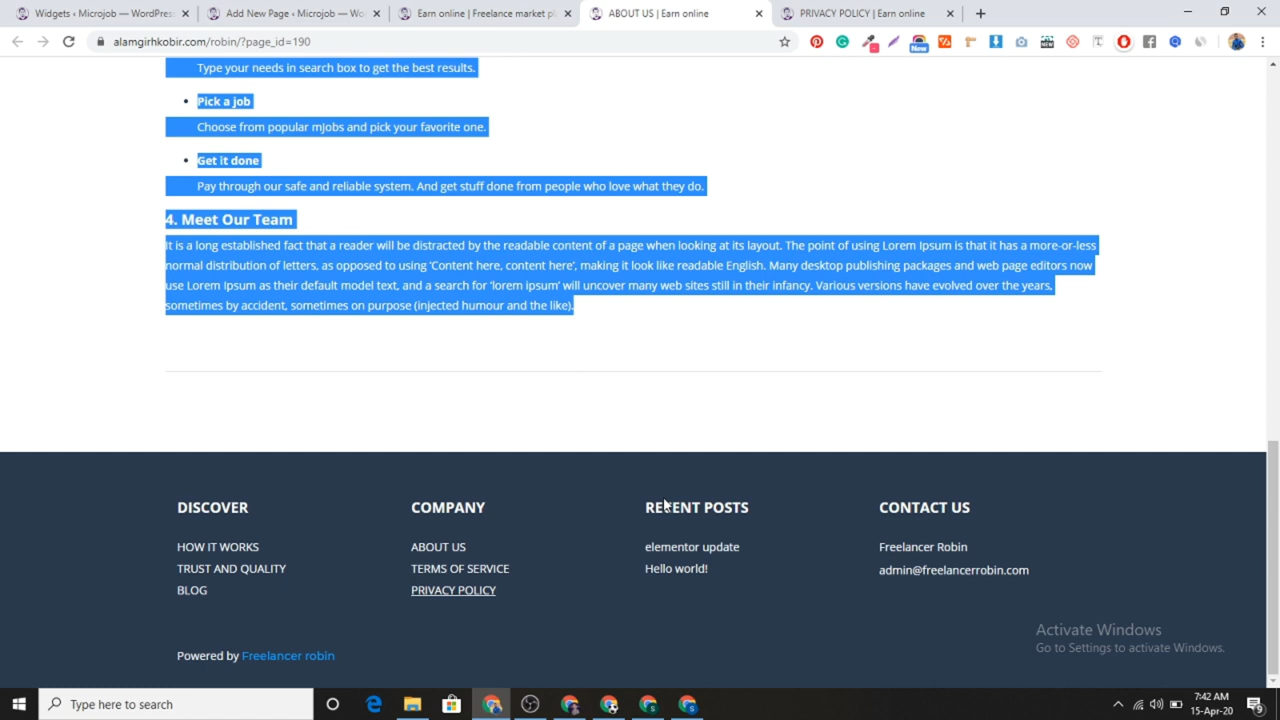 Widgets ‹ Microjob — WordPres
Add New Page ‹ Microjob — Wo
Earn online | Freelance market pl
ABOUT US | Earn online
PRIVACY POLICY | Earn online
alamgirhkobir.com/robin/?page_id=190
New
NEW
Type your needs in search box to get the best results.
• Pick a job
Choose from popular mJobs and pick your favorite one.
• Get it done
Pay through our safe and reliable system. And get stuff done from people who love what they do.
4. Meet Our Team
It is a long established fact that a reader will be distracted by the readable content of a page when looking at its layout. The point of using Lorem Ipsum is that it has a more-or-less
normal distribution of letters, as opposed to using 'Content here, content here', making it look like readable English. Many desktop publishing packages and web page editors now
use Lorem Ipsum as their default model text, and a search for 'lorem ipsum' will uncover many web sites still in their infancy. Various versions have evolved over the years,
sometimes by accident, sometimes on purpose (injected humour and the like).
DISCOVER
HOW IT WORKS
TRUST AND QUALITY
BLOG
COMPANY
ABOUT US
TERMS OF SERVICE
PRIVACY POLICY
RECENT POSTS
elementor update
Hello world!
CONTACT US
Freelancer Robin
admin@freelancerrobin.com
Powered by Freelancer robin
Activate Windows
Go to Settings to activate Windows.
Type here to search
7:42 AM
15-Apr-20